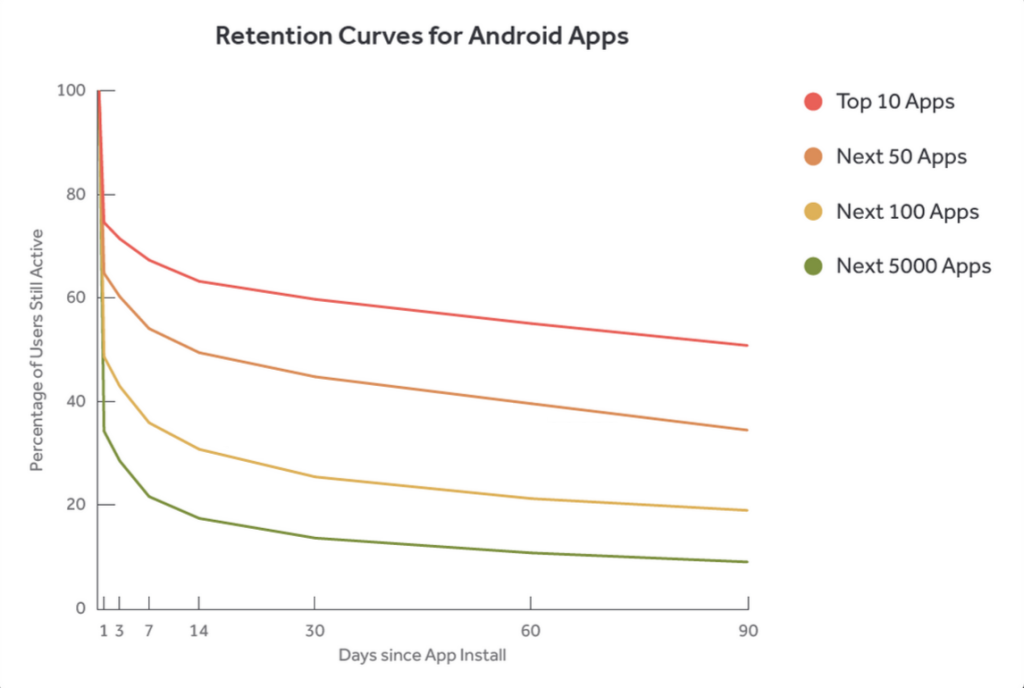 Retention Curves for Android Apps
Percentage of Users Still Active
100
80
60
40
20
0
1 3 7 14 30 60 90
Days since App Install
Top 10 Apps
Next 50 Apps
Next 100 Apps
Next 5000 Apps